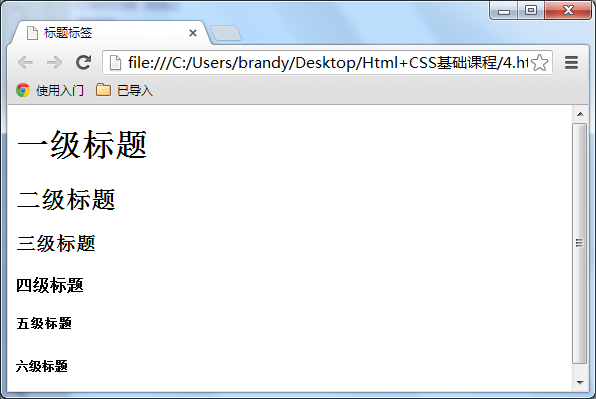 标题标签
file:///C:/Users/brandy/Desktop/Html+CSS基础课程/4.ht
使用入门 已导入
一级标题
二级标题
三级标题
四级标题
五级标题
六级标题